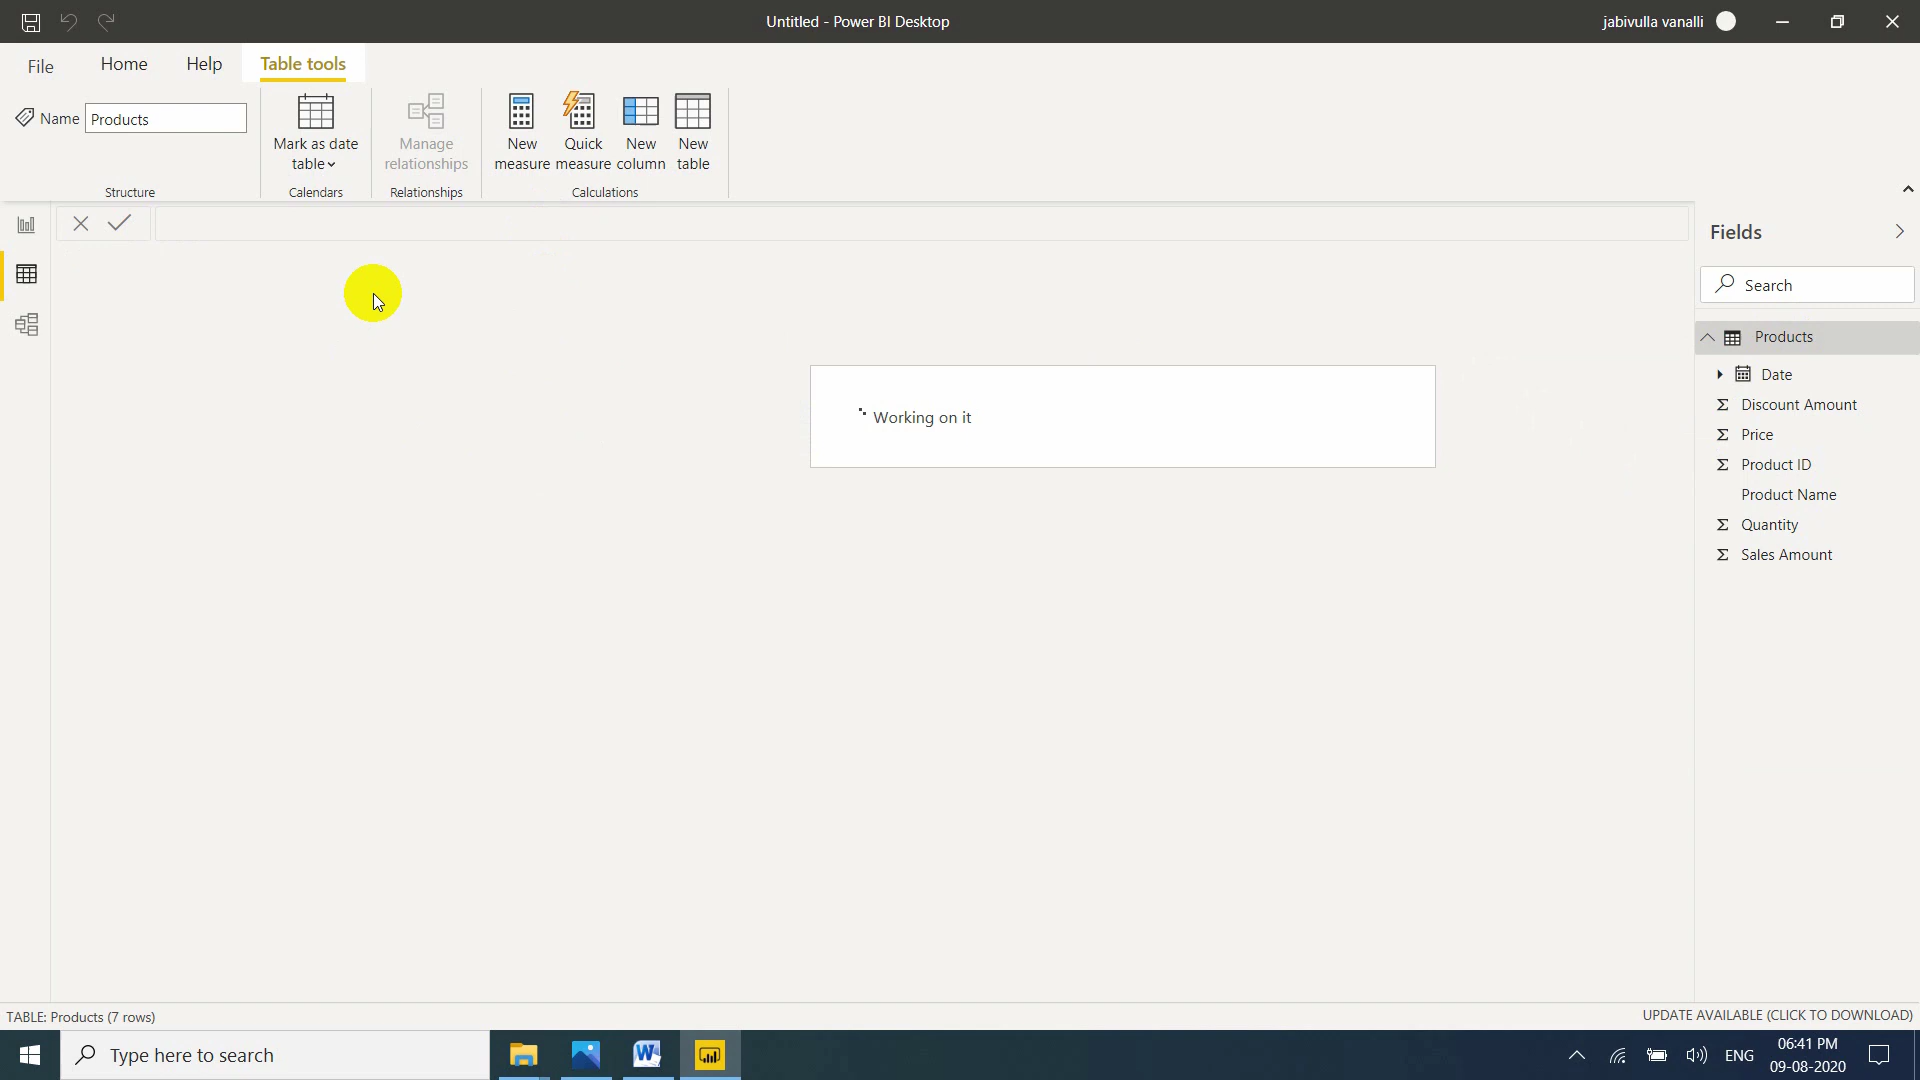 Untitled - Power BI Desktop
jabivulla vanalli
File
Home
Help
Table tools
Name
Products
Mark as date
table
Manage
relationships
New
measure
Quick
measure
New
column
New
table
Structure
Calendars
Relationships
Calculations
Fields
Search
Products
Date
Discount Amount
Price
Product ID
Product Name
Quantity
Sales Amount
Working on it
TABLE: Products (7 rows)
UPDATE AVAILABLE (CLICK TO DOWNLOAD)
Type here to search
ENG
06:41 PM
09-08-2020